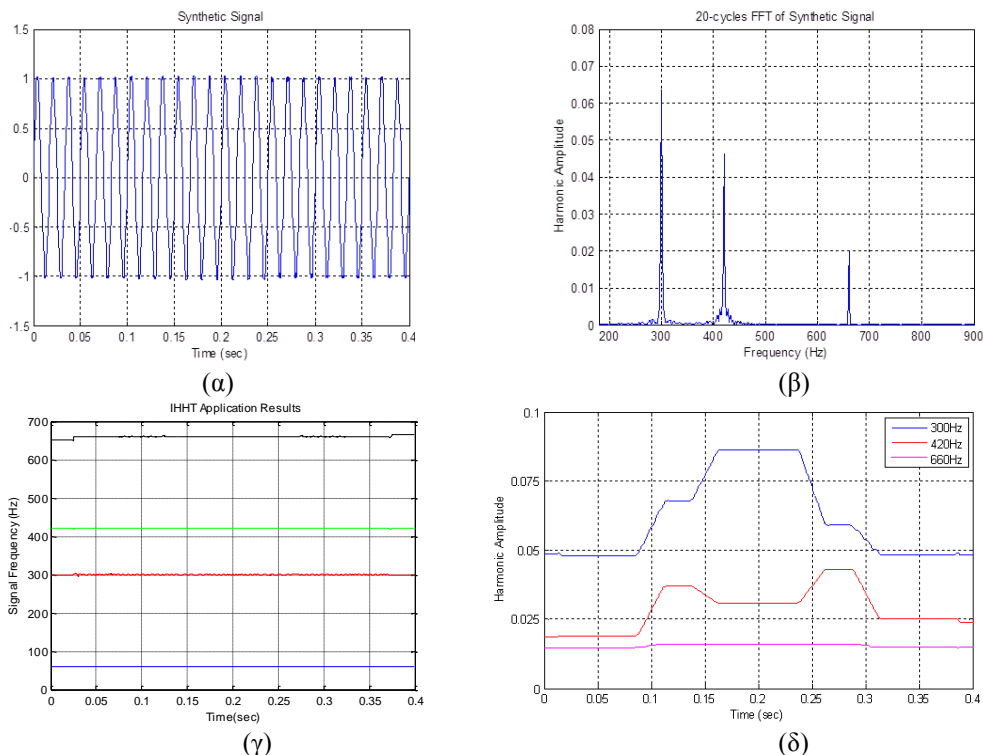 Synthetic Signal
1.5
1
0.5
0
-0.5
-1
-1.5
0 0.05 0.1 0.15 0.2 0.25 0.3 0.35 0.4
Time (sec)
(α)
20-cycles FFT of Synthetic Signal
Harmonic Amplitude
0.08
0.07
0.06
0.05
0.04
0.03
0.02
0.01
0
200 300 400 500 600 700 800 900
Frequency (Hz)
(β)
IHHT Application Results
Signal Frequency (Hz)
700
600
500
400
300
200
100
0
0 0.05 0.1 0.15 0.2 0.25 0.3 0.35 0.4
Time(sec)
(γ)
Harmonic Amplitude
0.1
0.075
0.05
0.025
0
300Hz
420Hz
660Hz
0 0.05 0.1 0.15 0.2 0.25 0.3 0.35 0.4
Time (sec)
(δ)